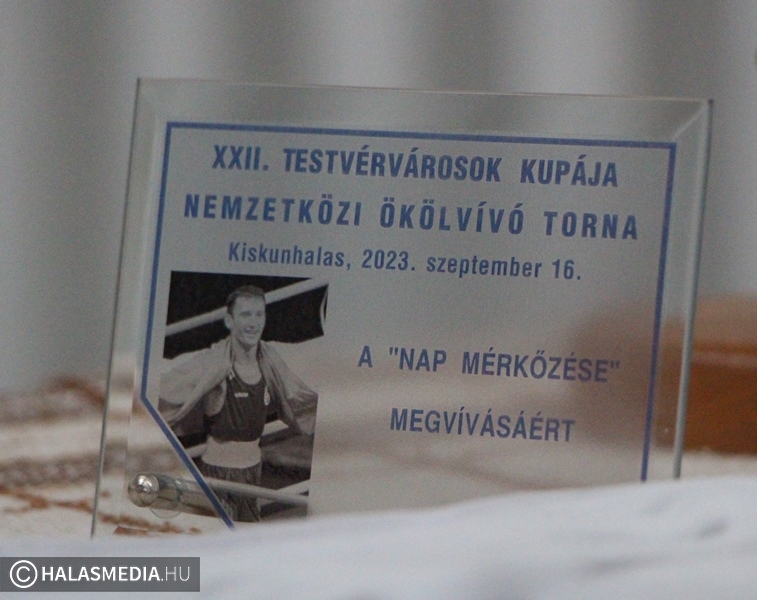 XXII. TESTVÉRVÁROSOK KUPÁJA
NEMZETKÖZI ÖKÖLVÍVÓ TORNA
Kiskunhalas, 2023. szeptember 16.
A "NAP MÉRKŐZÉSE"
MEGVÍVÁSÁÉRT
© HALASMEDIA.HU